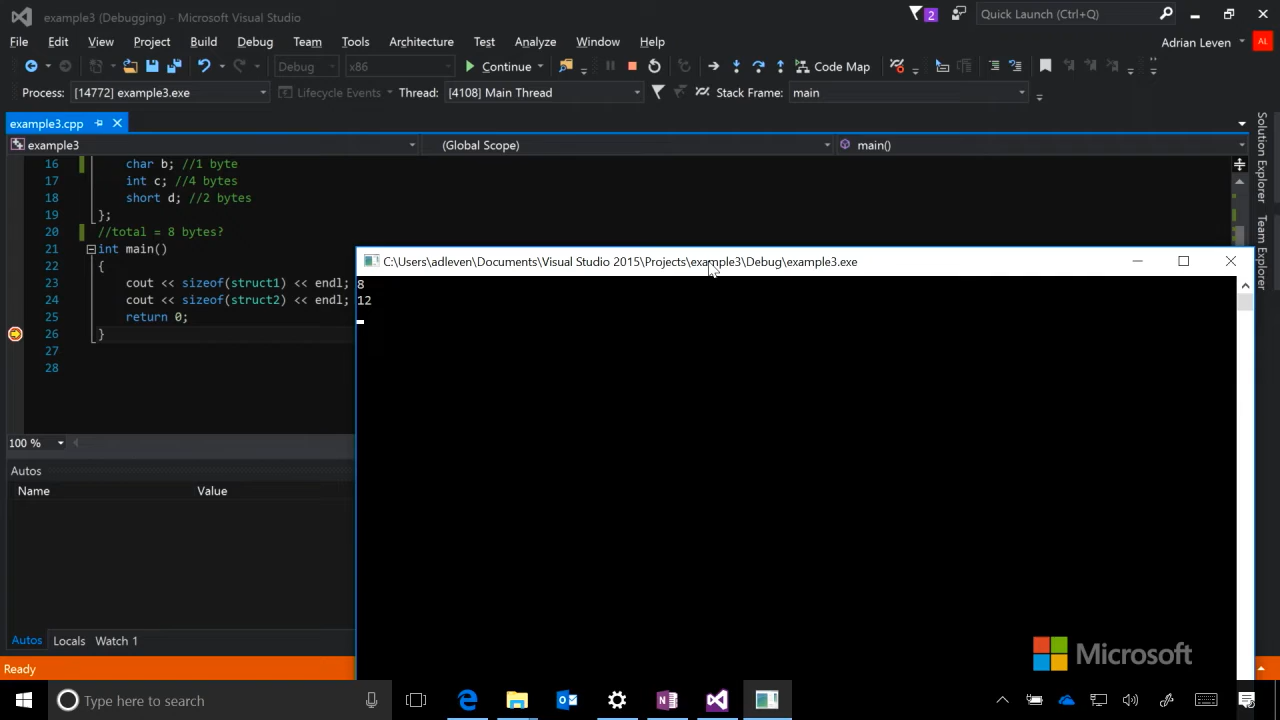 example3 (Debugging) - Microsoft Visual Studio
2
Quick Launch (Ctrl+Q)
File Edit View Project Build Debug Team Tools Architecture Test Analyze Window Help
Adrian Leven AL
Debug x86 Continue Code Map
Process: [14772] example3.exe Lifecycle Events Thread: [4108] Main Thread Stack Frame: main
example3.cpp
example3 (Global Scope) main()
Solution Explorer
Team Explorer
16 char b; //1 byte
17 int c; //4 bytes
18 short d; //2 bytes
19 };
20 //total = 8 bytes?
21 int main()
22 {
23 cout << sizeof(struct1) << endl;
24 cout << sizeof(struct2) << endl;
25 return 0;
26 }
27
28
100 %
C:\Users\adleven\Documents\Visual Studio 2015\Projects\example3\Debug\example3.exe
8
12
Autos
Name Value
Autos Locals Watch 1
Ready
Microsoft
Type here to search